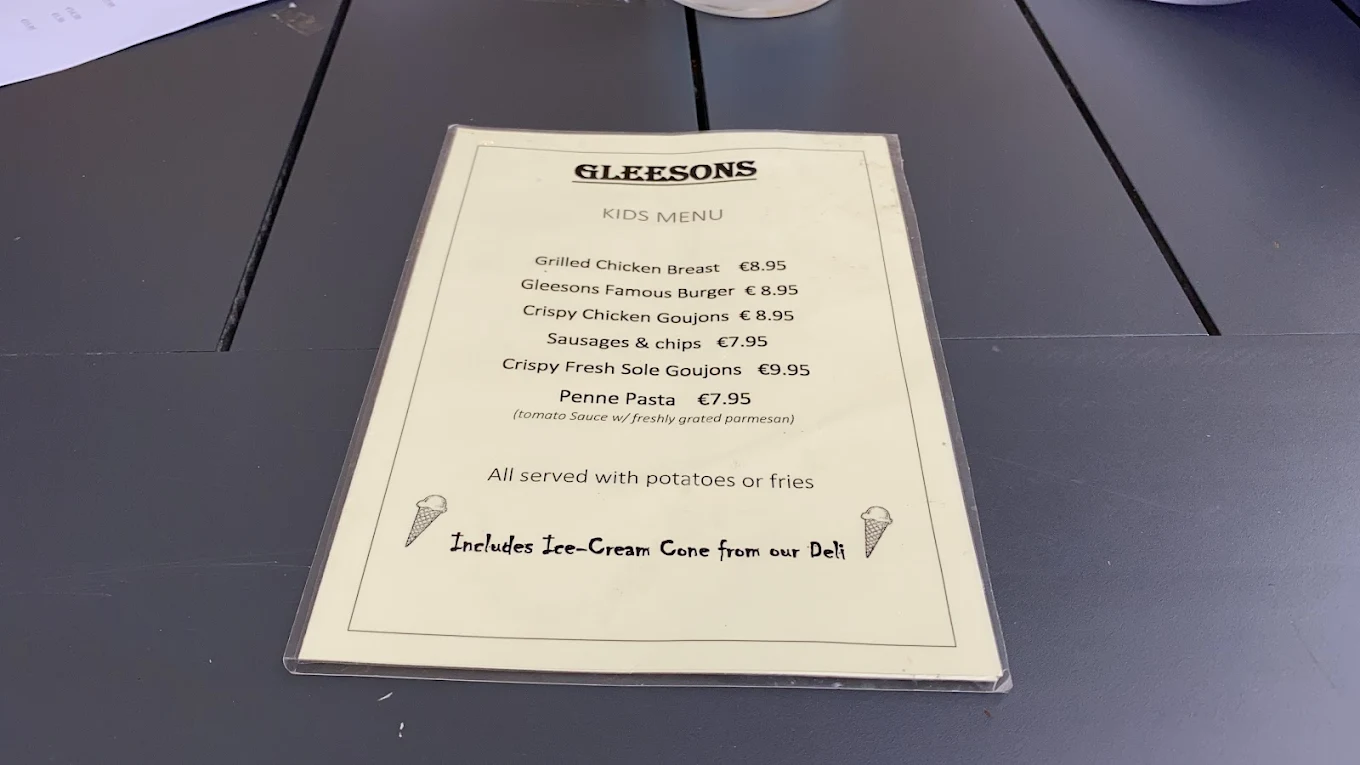 GLEESONS
KIDS MENU
Grilled Chicken Breast €8.95
Gleesons Famous Burger € 8.95
Crispy Chicken Goujons € 8.95
Sausages & chips €7.95
Crispy Fresh Sole Goujons €9.95
Penne Pasta €7.95
(tomato Sauce w/ freshly grated parmesan)
All served with potatoes or fries
Includes Ice-Cream Cone from our Deli